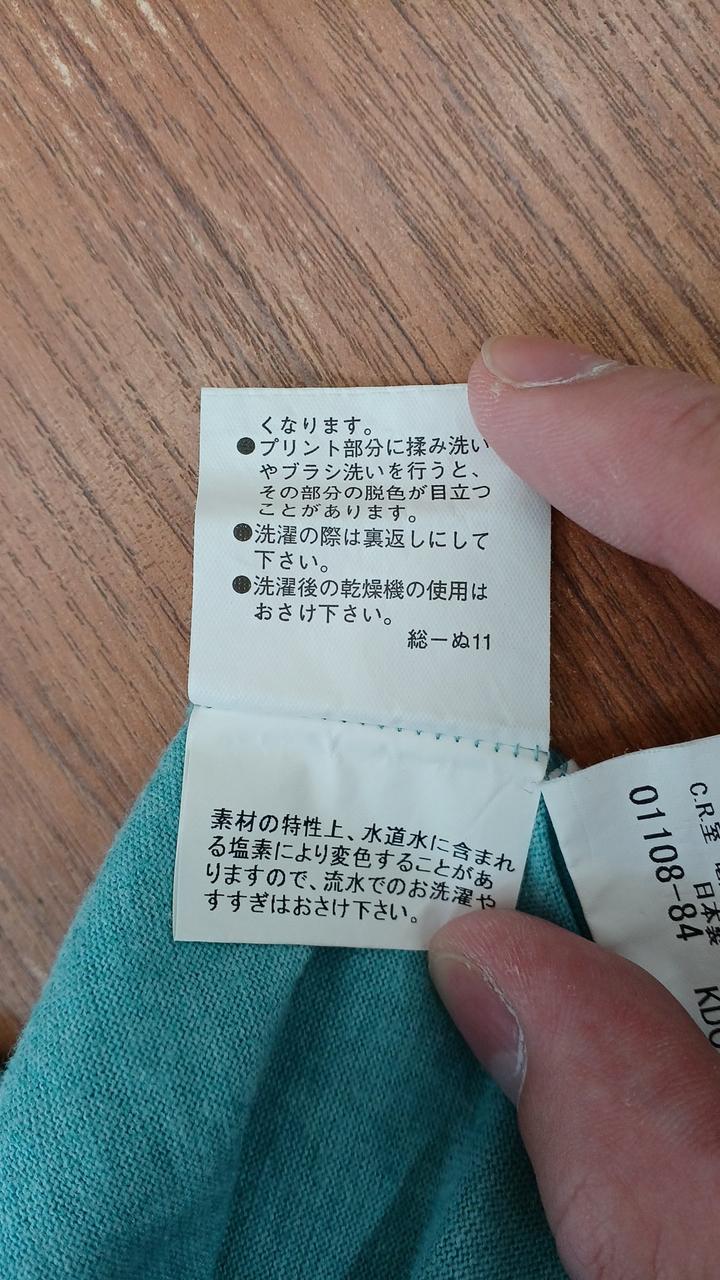 くなります。
●プリント部分に揉み洗い
やブラシ洗いを行うと、
その部分の脱色が目立つ
ことがあります。
●洗濯の際は裏返しにして
下さい。
●洗濯後の乾燥機の使用は
おさけ下さい。
総ーぬ11
素材の特性上、水道水に含まれ
る塩素により変色することがあ
りますので、流水でのお洗濯や
すすぎはおさけ下さい。
C.R.室
日本製
01108-84